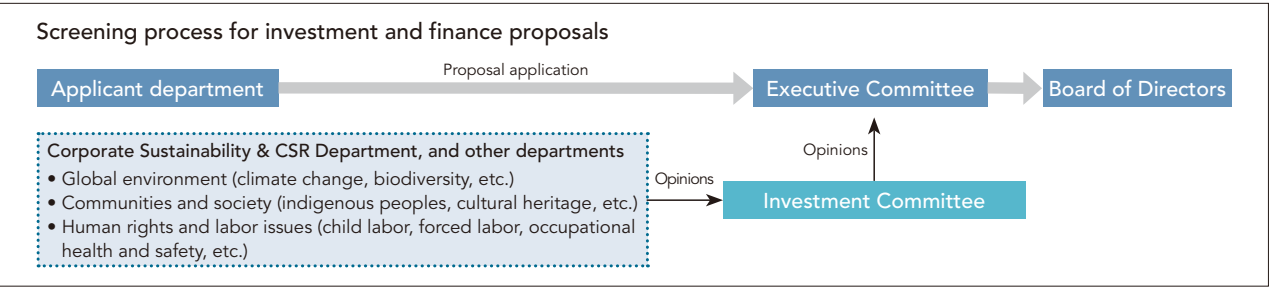 Screening process for investment and finance proposals
Applicant department
Proposal application
Executive Committee
Board of Directors
Corporate Sustainability & CSR Department, and other departments
• Global environment (climate change, biodiversity, etc.)
• Communities and society (indigenous peoples, cultural heritage, etc.)
• Human rights and labor issues (child labor, forced labor, occupational
health and safety, etc.)
Opinions
Opinions
Investment Committee